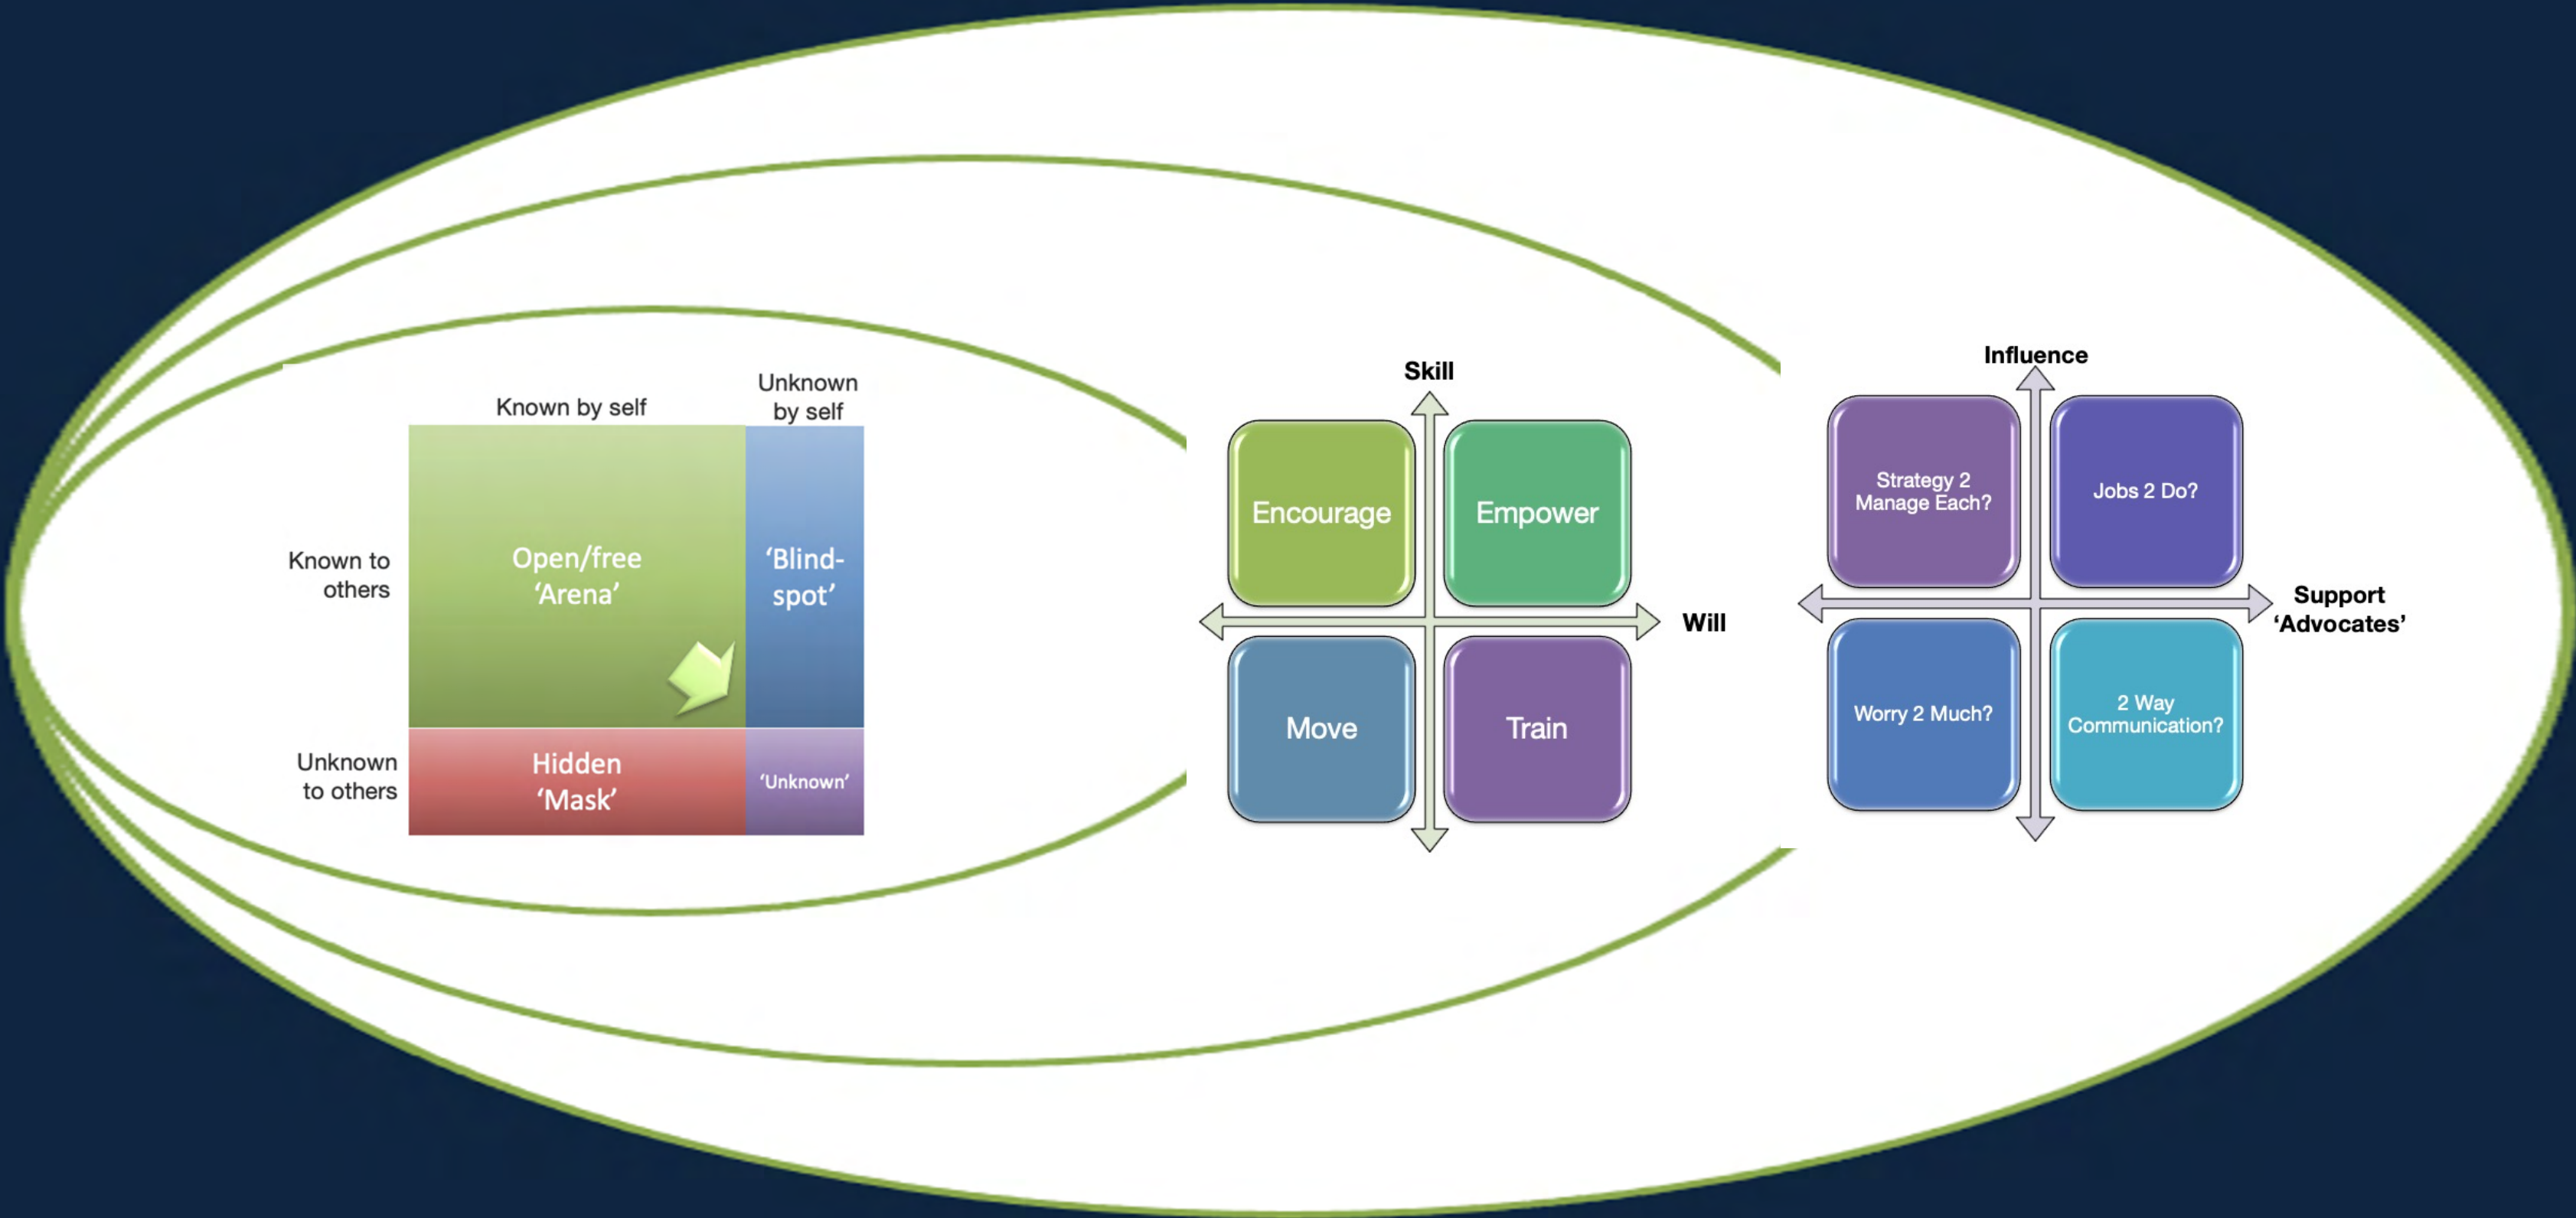 Known by self
Unknown
by self
Known to
others
Open/free
‘Arena’
‘Blind-
spot’
Unknown
to others
Hidden
‘Mask’
‘Unknown’
Skill
Encourage
Empower
Will
Move
Train
Influence
Strategy 2
Manage Each?
Jobs 2 Do?
Support
‘Advocates’
Worry 2 Much?
2 Way
Communication?